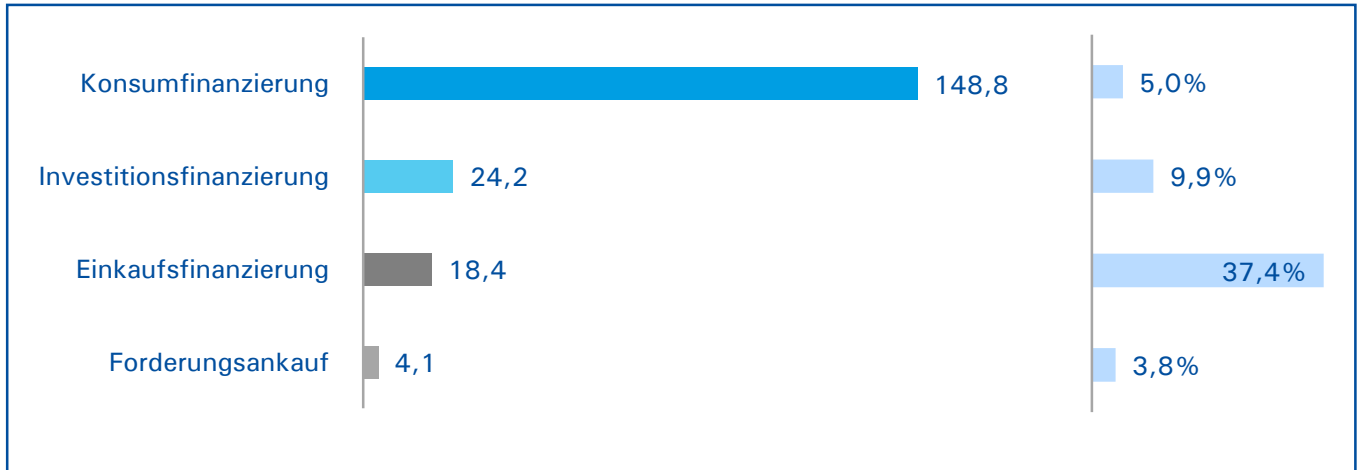 Konsumfinanzierung 148,8 5,0%
Investitionsfinanzierung 24,2 9,9%
Einkaufsfinanzierung 18,4 37,4%
Forderungsankauf 4,1 3,8%